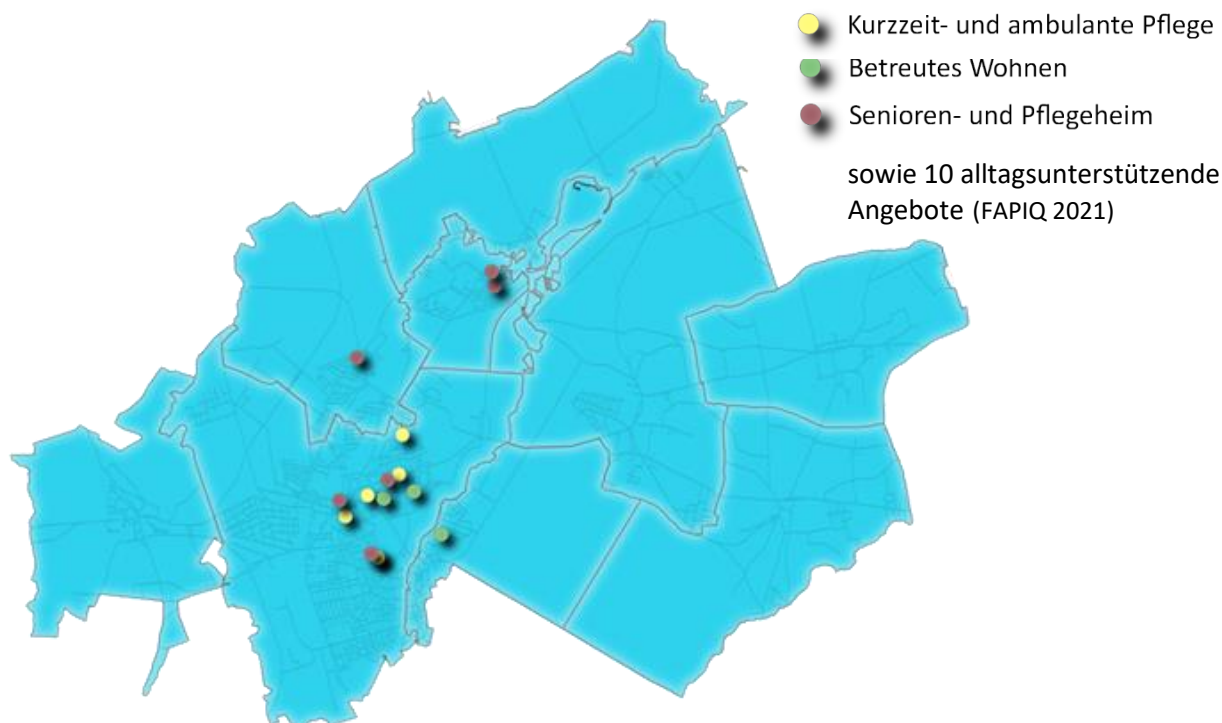 Kurzzeit- und ambulante Pflege
Betreutes Wohnen
Senioren- und Pflegeheim
sowie 10 alltagsunterstützende
Angebote (FAPIQ 2021)